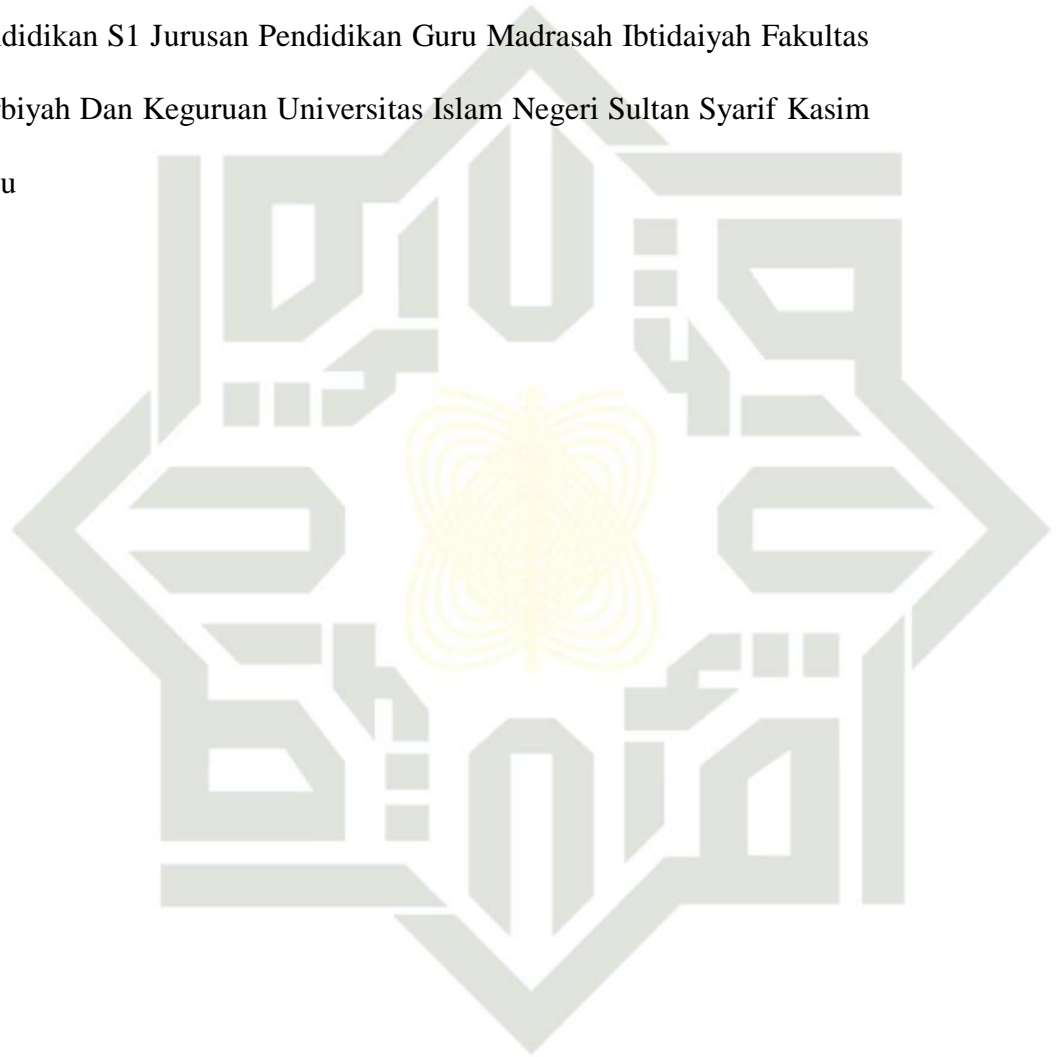 didikan S1 Jurusan Pendidikan Guru Madrasah Ibtidaiyah Fakultas
biyah Dan Keguruan Universitas Islam Negeri Sultan Syarif Kasim
u